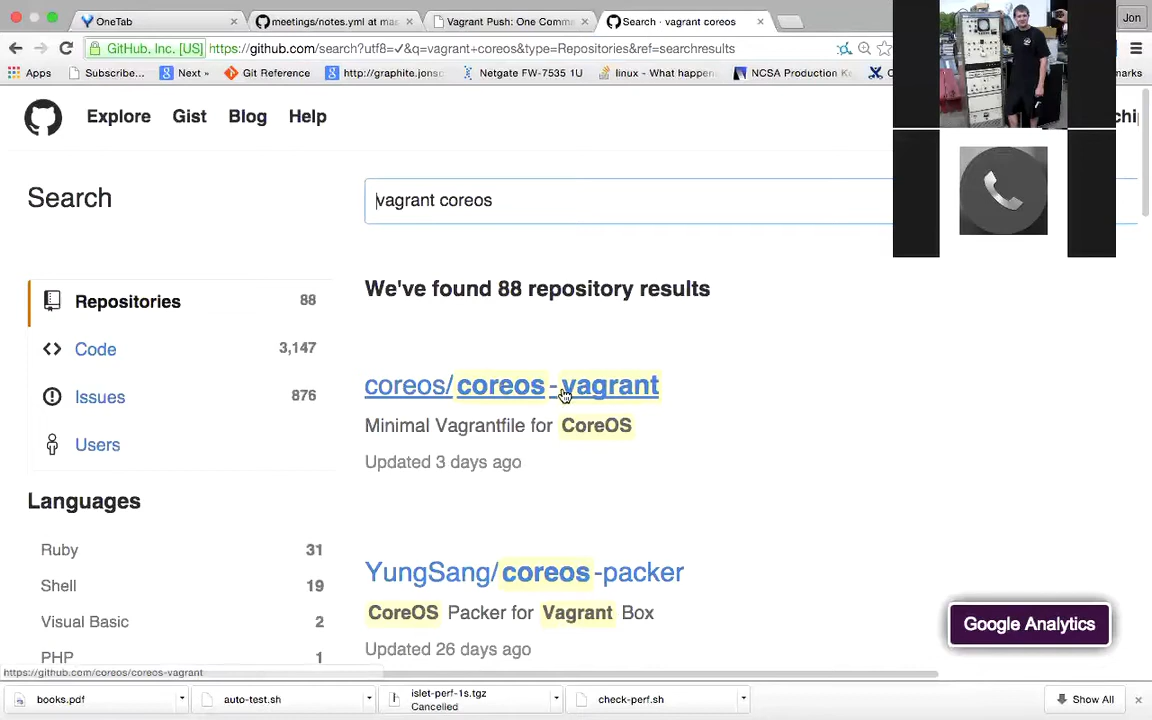 OneTab
meetings/notes.yml at mas
Vagrant Push: One Comma
Search · vagrant coreos
Jon
GitHub, Inc. [US]
https://github.com/search?utf8=✓&q=vagrant+coreos&type=Repositories&ref=searchresults
Apps
Subscribe...
Next »
Git Reference
http://graphite.jonsc
Netgate FW-7535 1U
linux - What happen
NCSA Production
marks
Explore
Gist
Blog
Help
Search
vagrant coreos
We've found 88 repository results
Repositories 88
Code 3,147
Issues 876
Users
coreos/coreos-vagrant
Minimal Vagrantfile for CoreOS
Updated 3 days ago
Languages
Ruby 31
Shell 19
Visual Basic 2
PHP 1
YungSang/coreos-packer
CoreOS Packer for Vagrant Box
Updated 26 days ago
Google Analytics
https://github.com/coreos/coreos-vagrant
books.pdf
auto-test.sh
islet-perf-1s.tgz
Cancelled
check-perf.sh
Show All